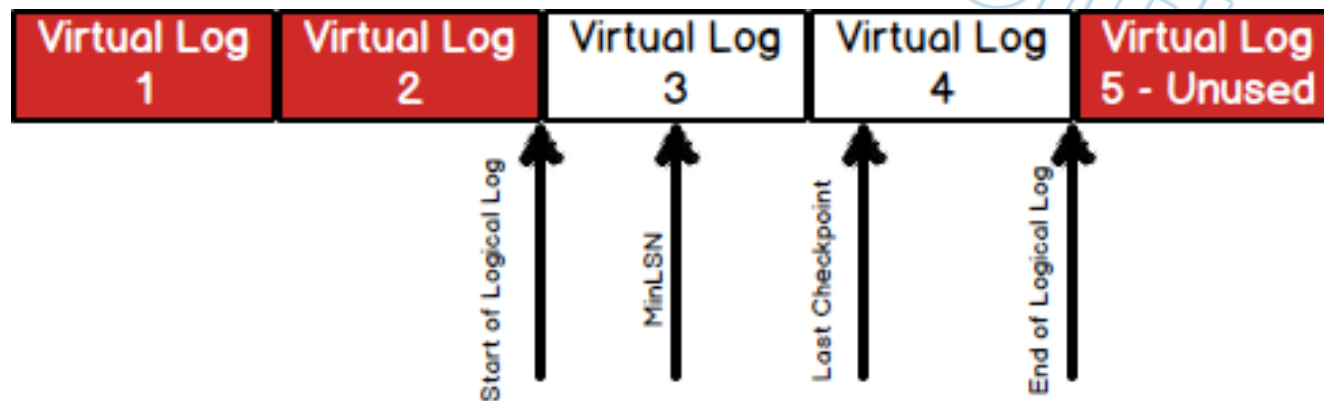 Virtual Log
1
Virtual Log
2
Virtual Log
3
Virtual Log
4
Virtual Log
5 - Unused
Start of Logical Log
MinLSN
Last Checkpoint
End of Logical Log